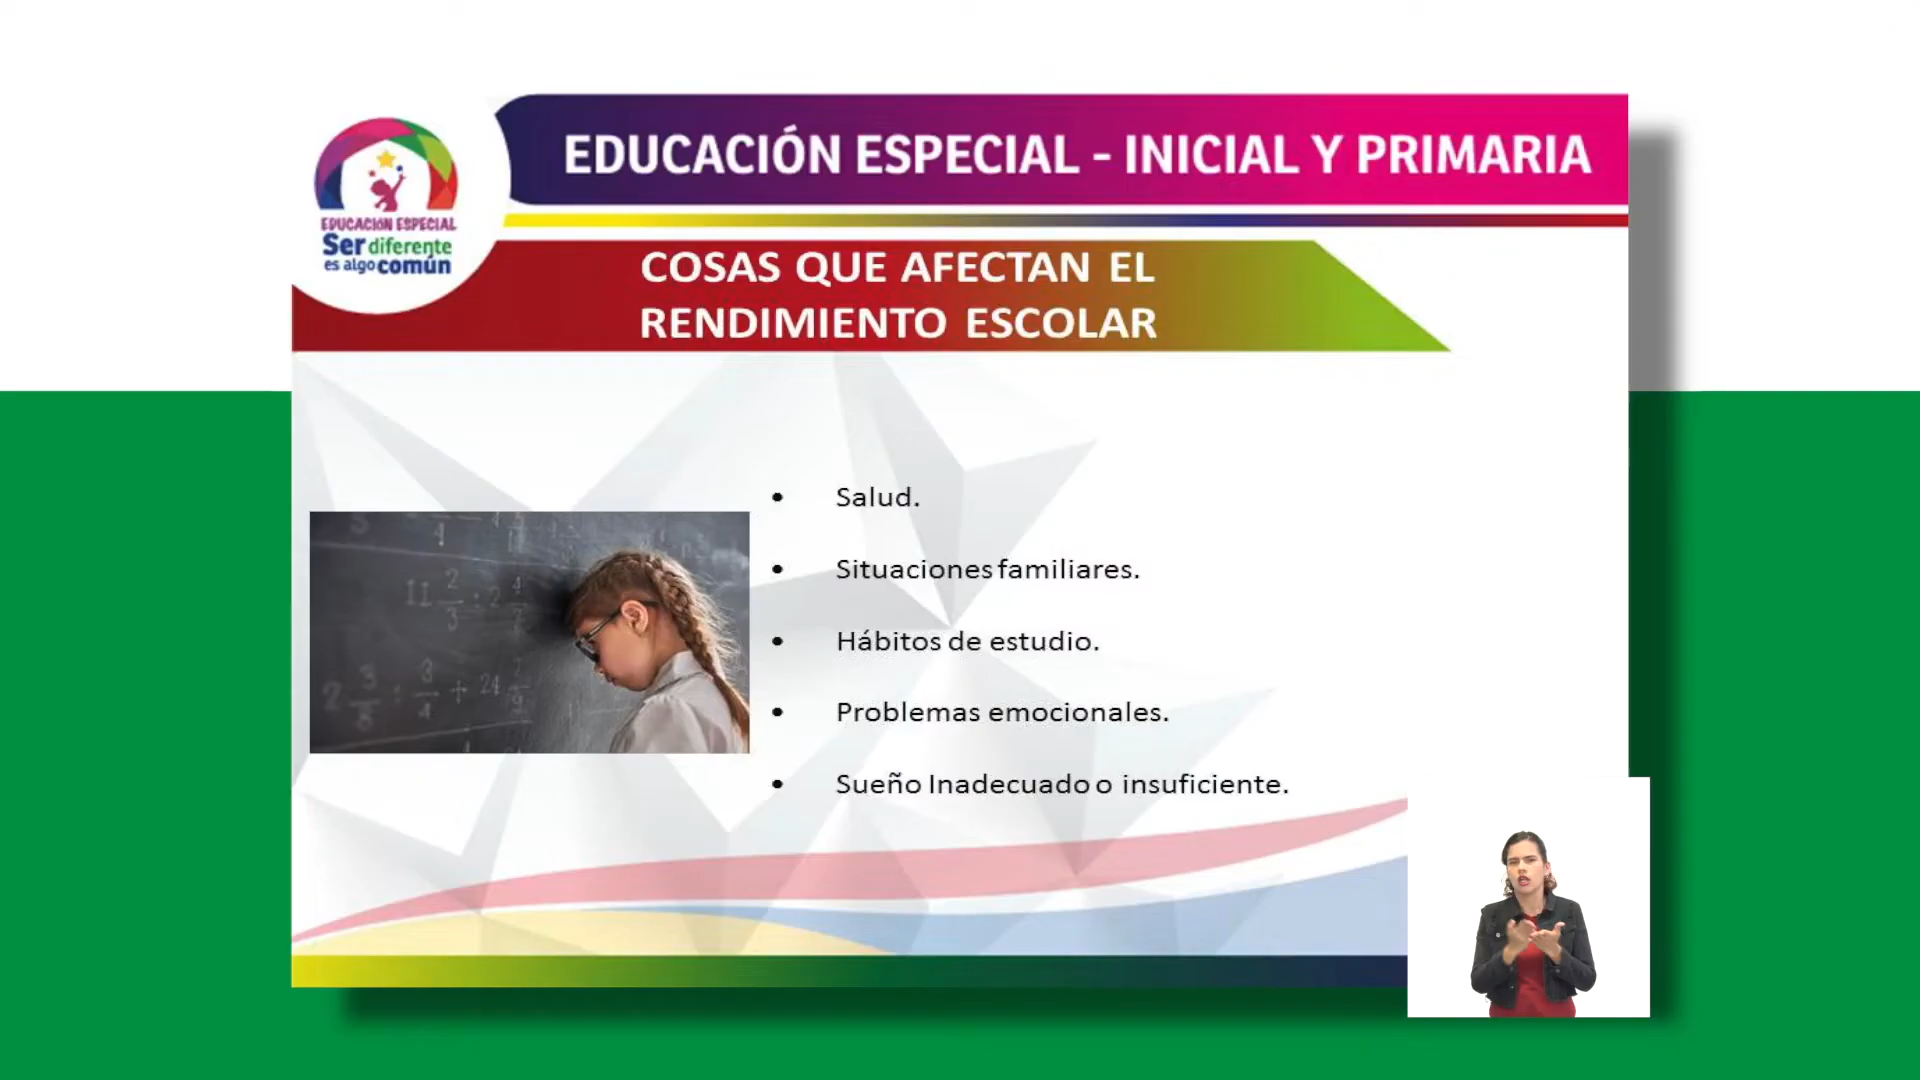 EDUCACIÓN ESPECIAL - INICIAL Y PRIMARIA
EDUCACIÓN ESPECIAL
Ser diferente
es algo común
COSAS QUE AFECTAN EL
RENDIMIENTO ESCOLAR
• Salud.
• Situaciones familiares.
• Hábitos de estudio.
• Problemas emocionales.
• Sueño Inadecuado o insuficiente.